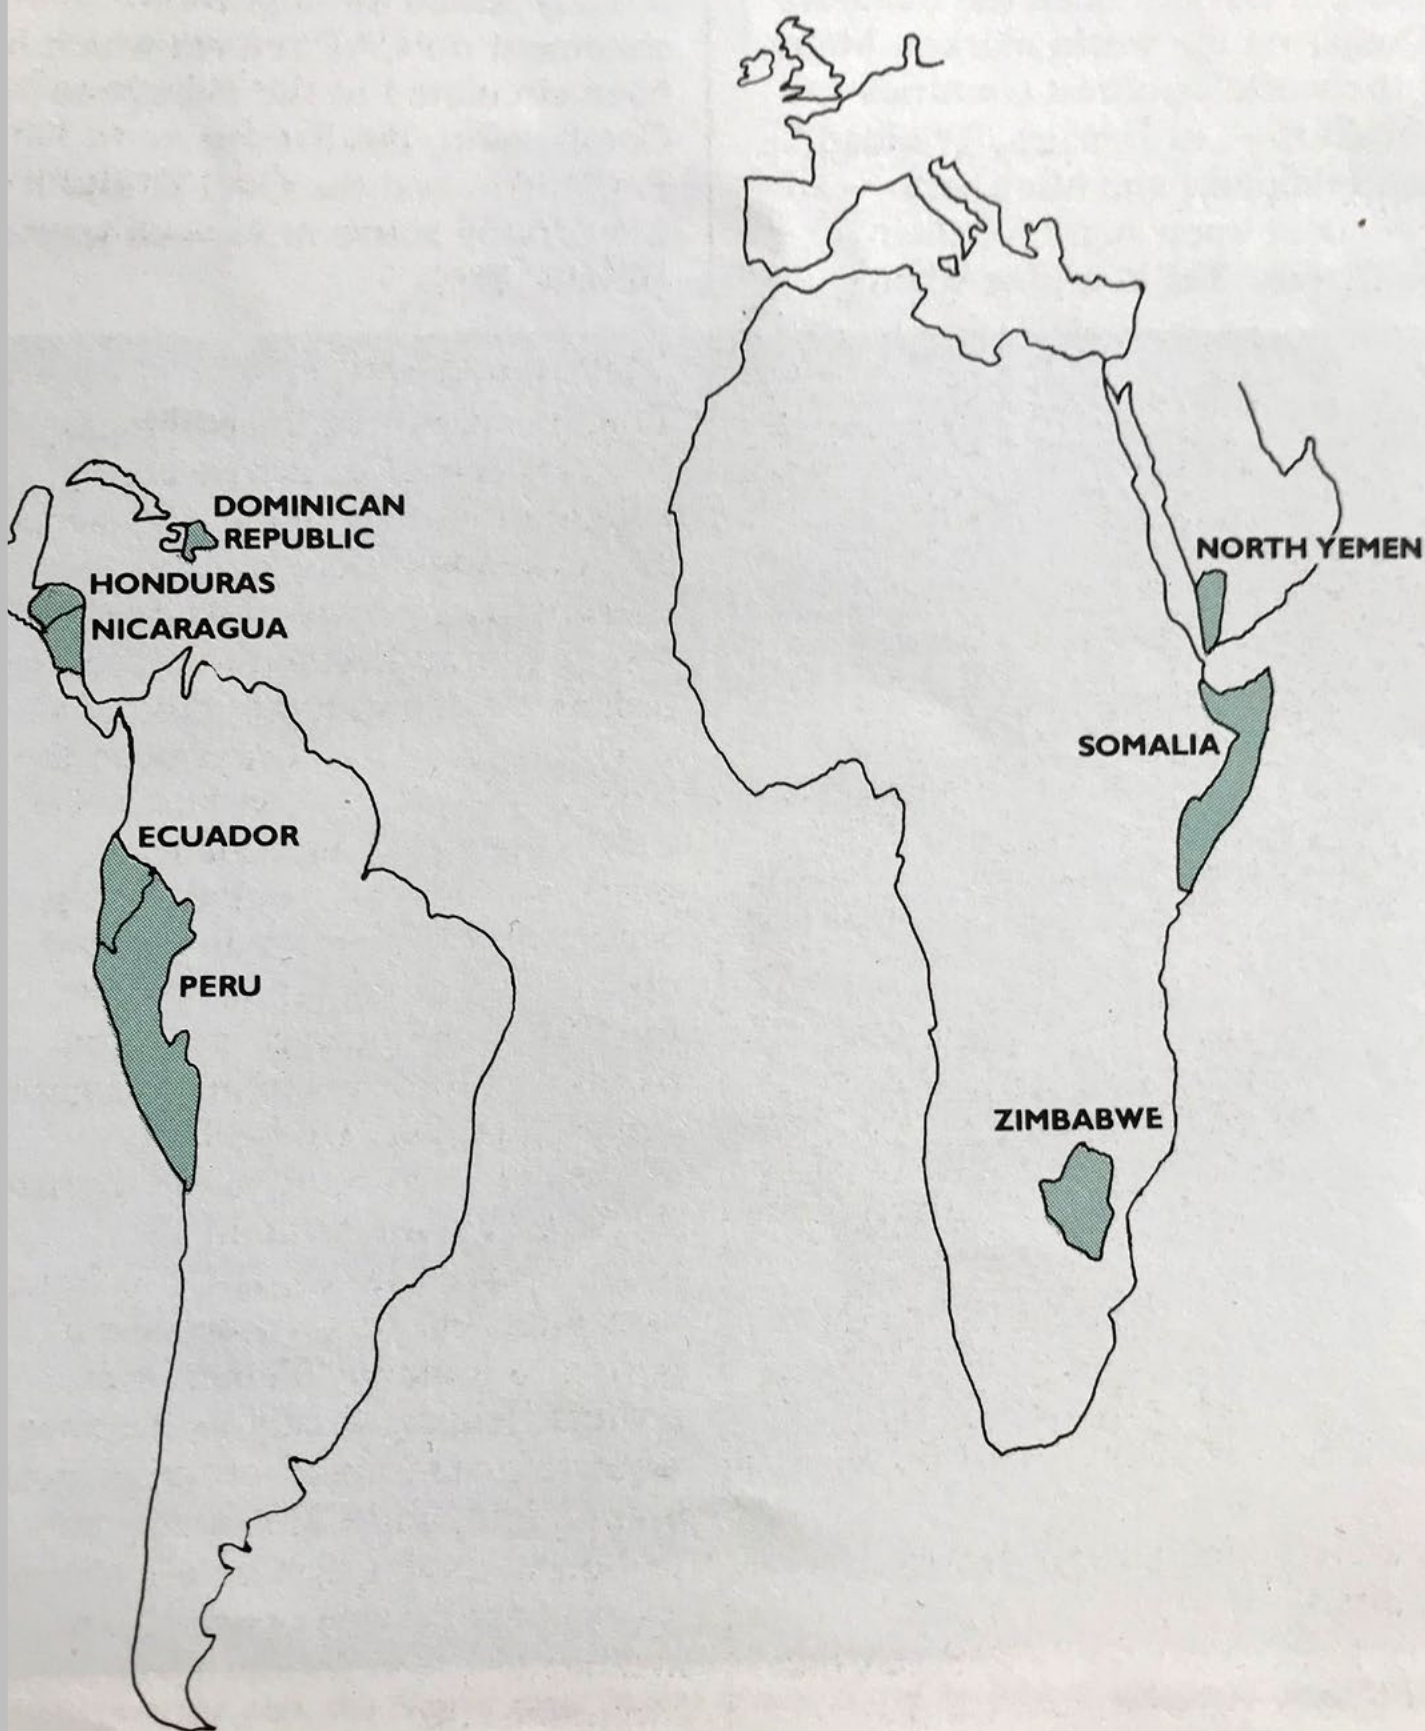 DOMINICAN
REPUBLIC
HONDURAS
NICARAGUA
ECUADOR
PERU
NORTH YEMEN
SOMALIA
ZIMBABWE